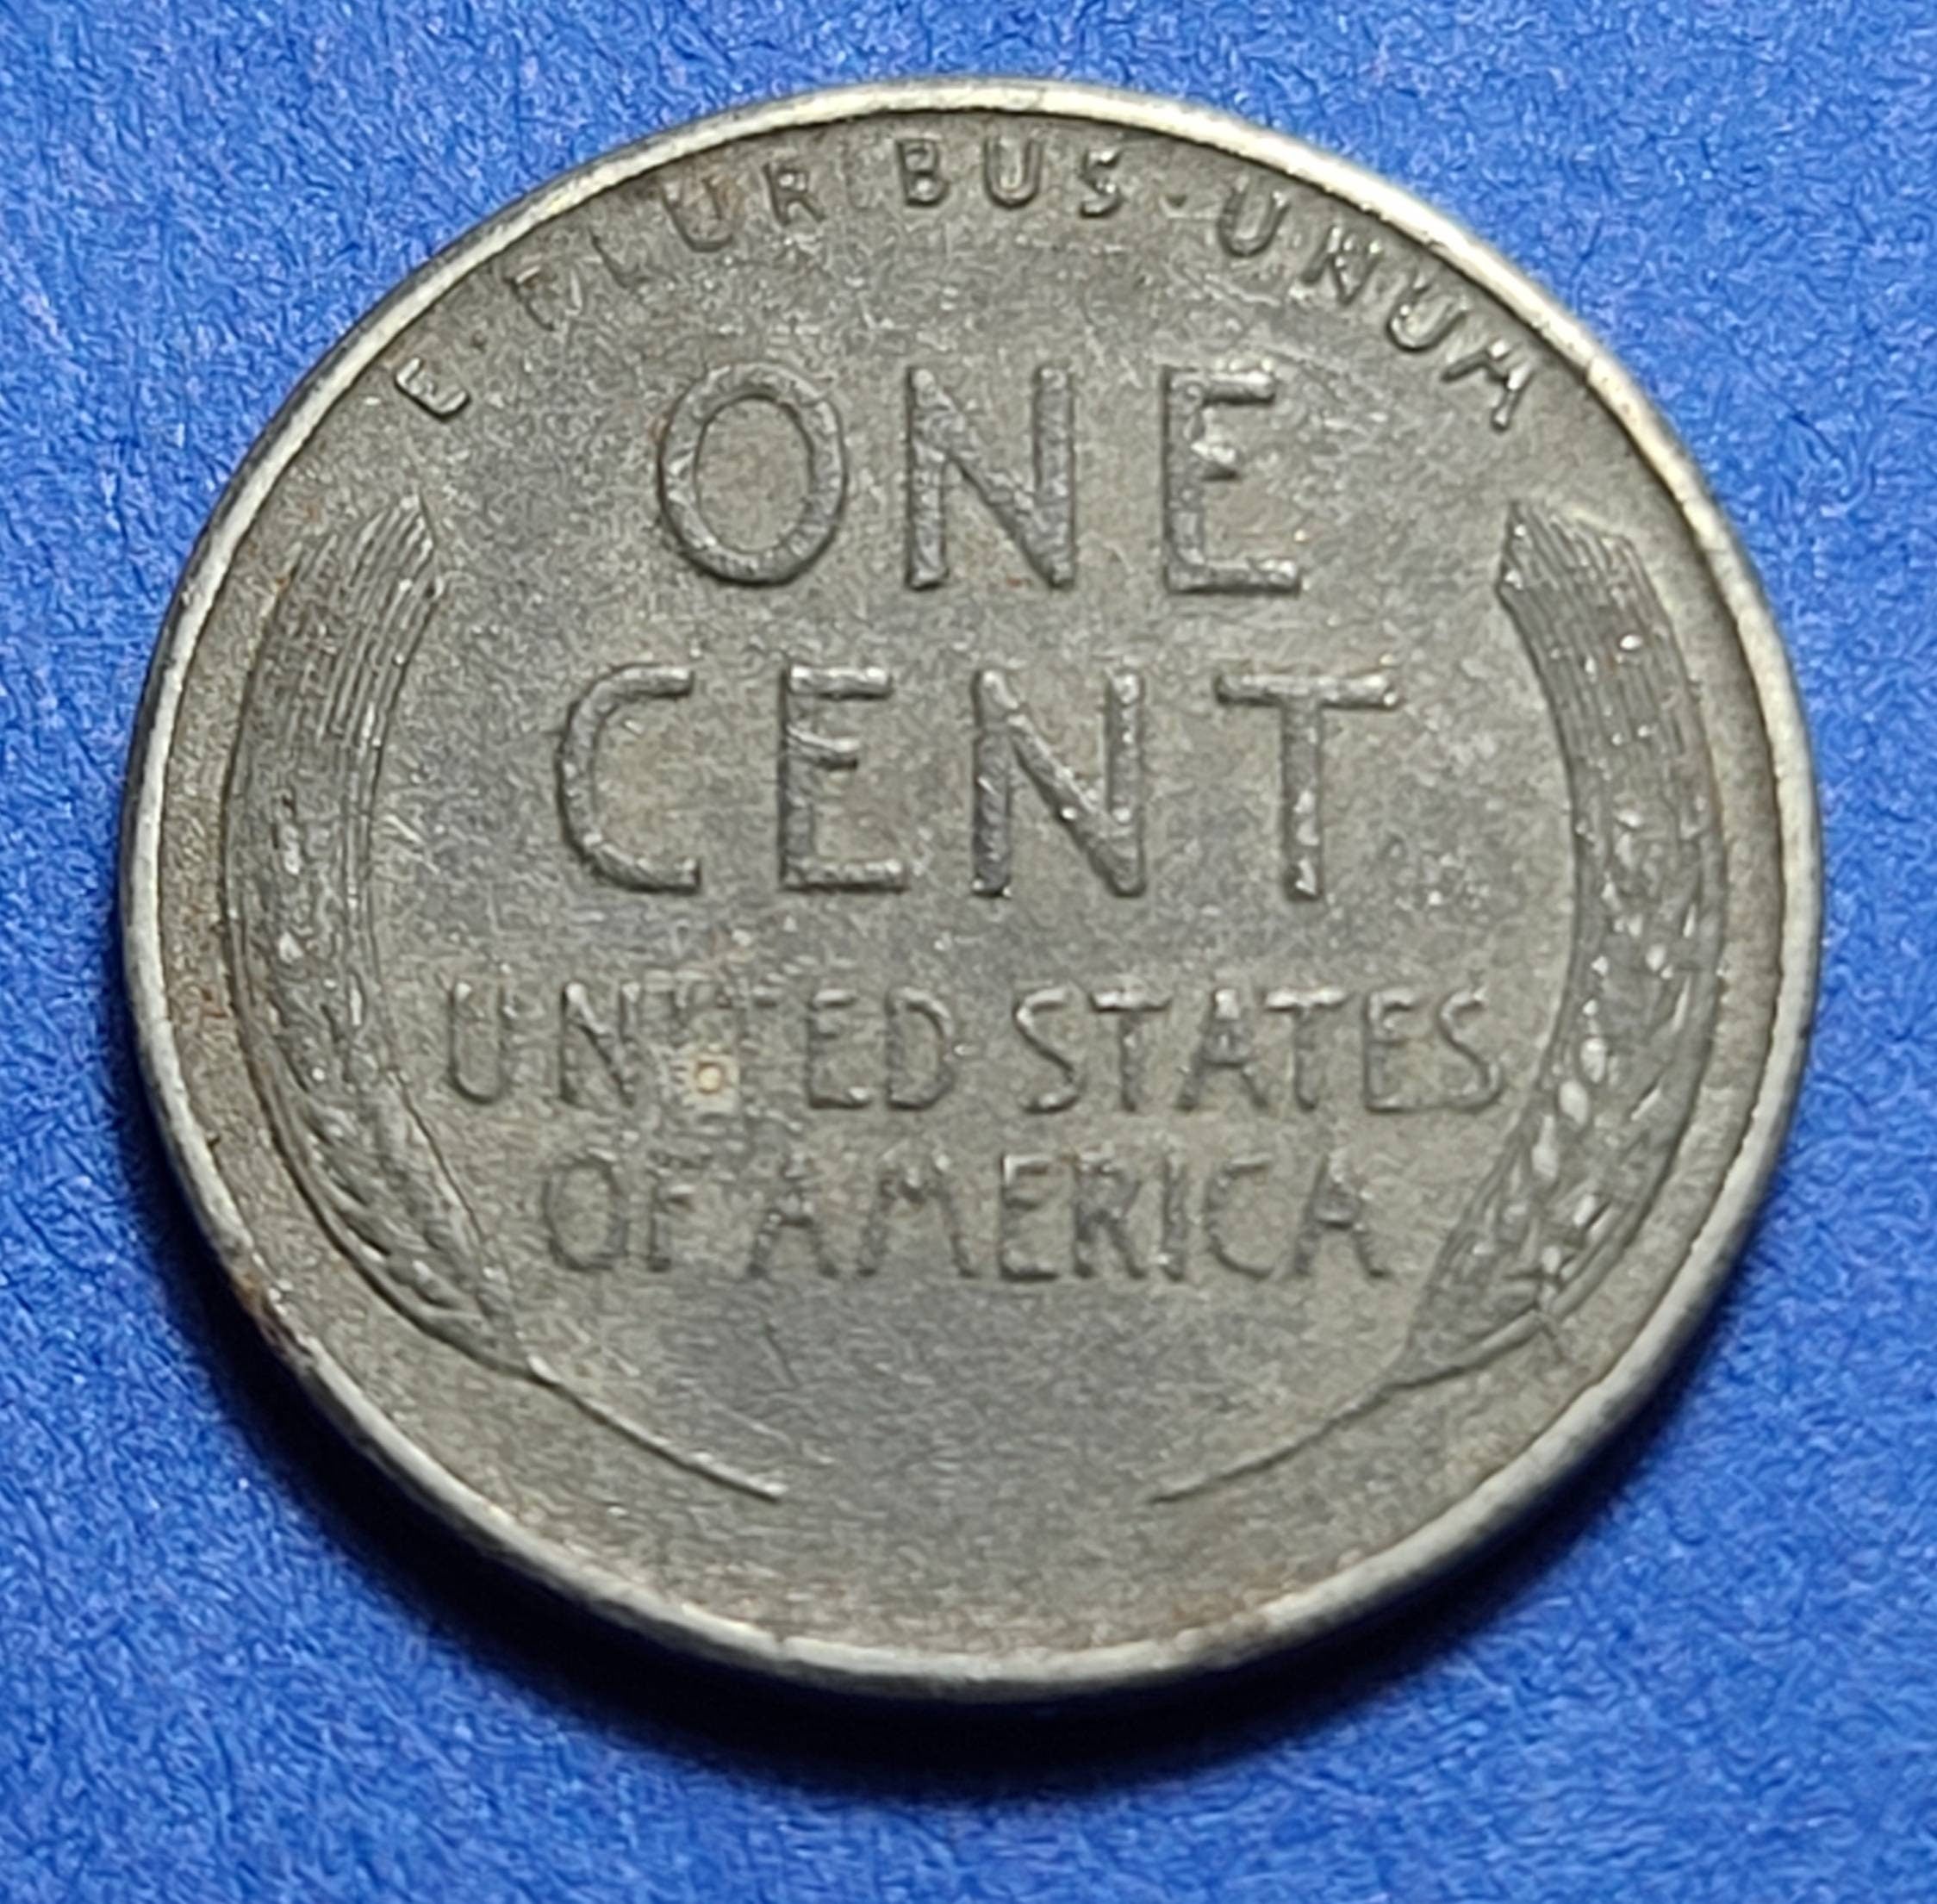 E·PLURIBUS·UNUM
ONE
CENT
UNITED STATES
OF AMERICA